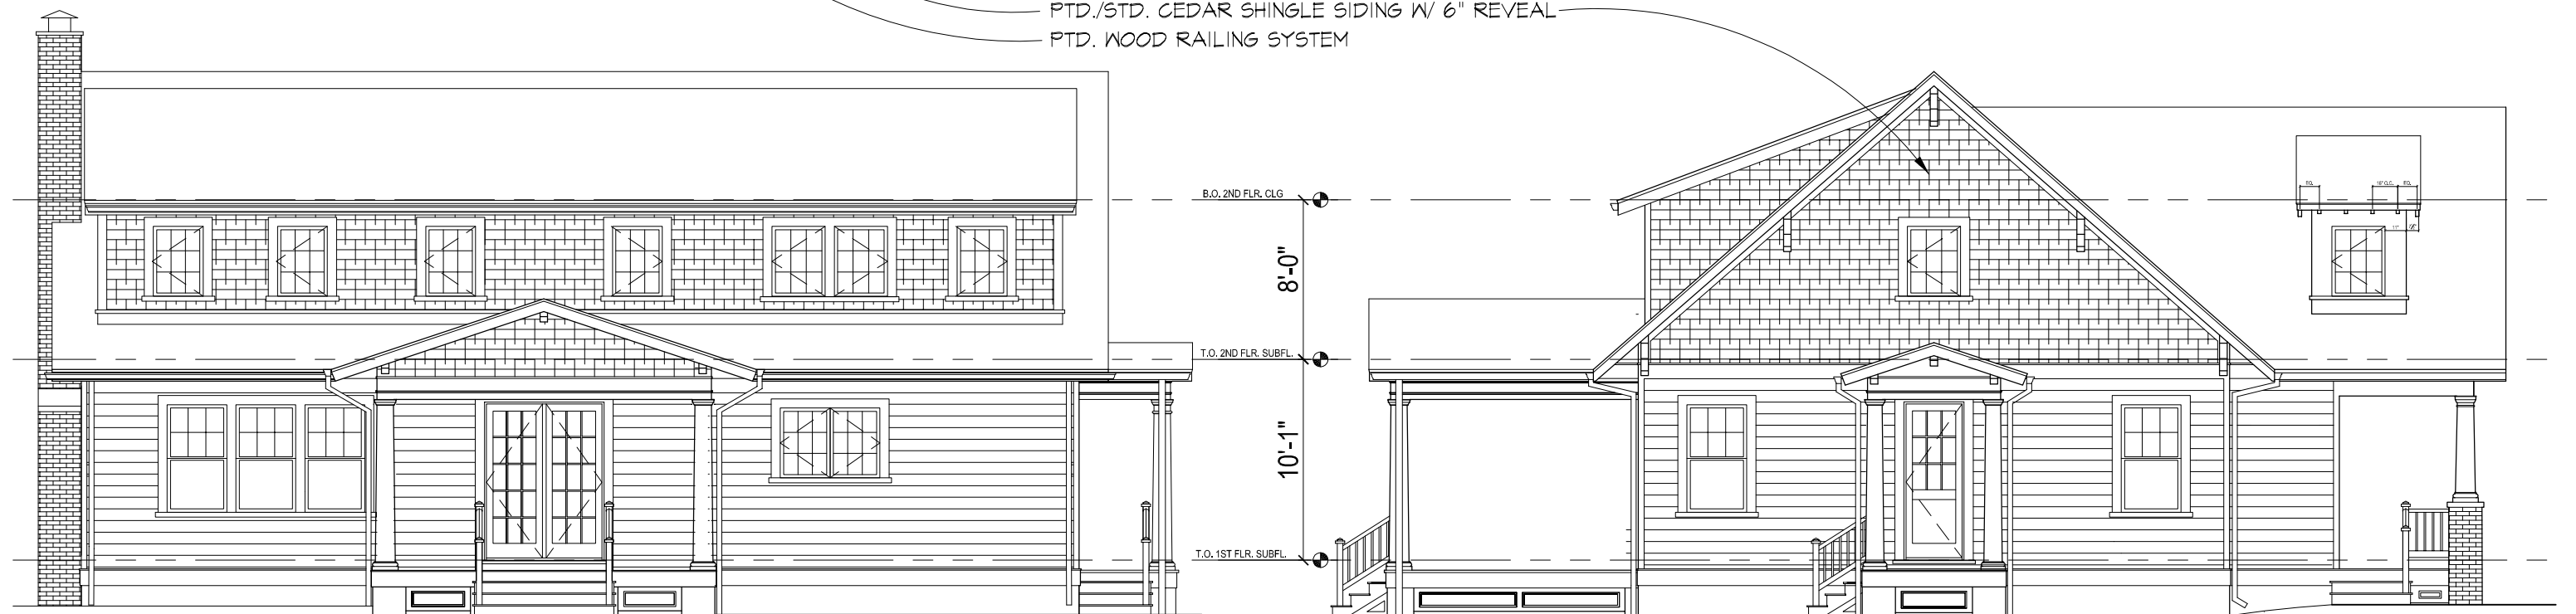 PTD./STD. CEDAR SHINGLE SIDING W/ 6" REVEAL
PTD. WOOD RAILING SYSTEM
B.O. 2ND FLR. CLG
8'-0"
T.O. 2ND FLR. SUBFL.
10'-1"
T.O. 1ST FLR. SUBFL.